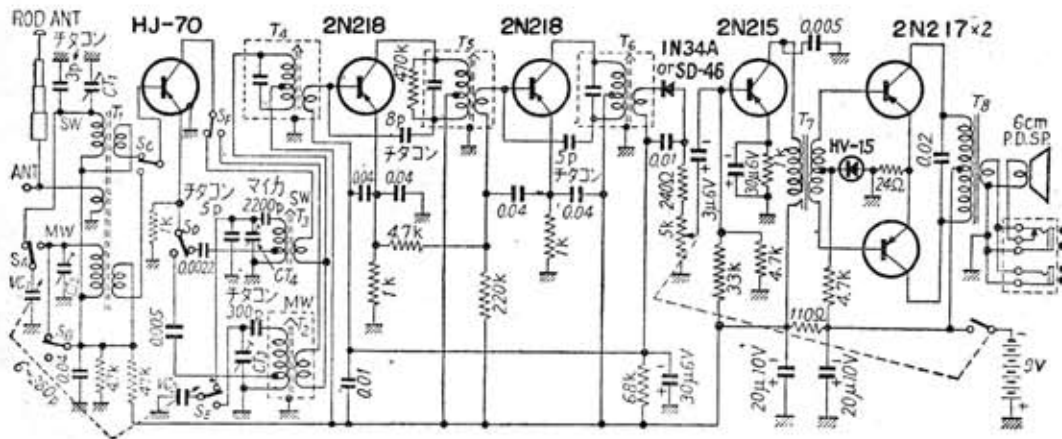 ROD ANT
チタコン
3p
CT1
SW
T1
ANT
SA
MW
VC1
SB
0.04
4.7k
47k
HJ-70
SC
1k
SF
チタコン
5p
SD
0.0022
マイカ
2200p
SW
T3
CT4
チタコン
300p
MW
T2
0.005
VC2
SE
T4
0.01
2N218
470k
T5
8p
チタコン
0.04
0.04
4.7k
1k
2N218
T6
5p
チタコン
0.04
0.04
220k
1k
1N34A
or SD-46
0.01
240Ω
5k
3μ6V
68k
30μ6V
2N215
0.005
30μ6V
1k
T7
33k
4.7k
110Ω
20μ10V
20μ10V
2N217×2
HV-15
24Ω
4.7k
0.02
T8
6cm
P.D.SP.
9V